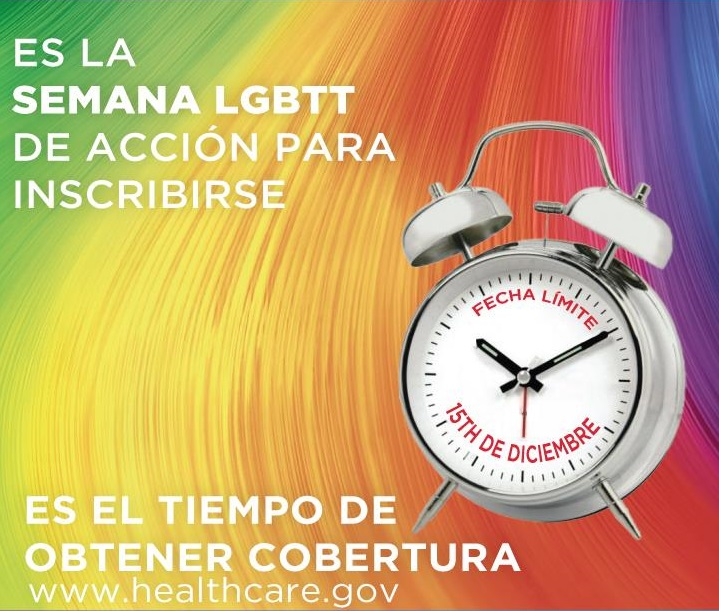 ES LA
SEMANA LGBTT
DE ACCIÓN PARA
INSCRIBIRSE
FECHA LÍMITE
15TH DE DICIEMBRE
ES EL TIEMPO DE
OBTENER COBERTURA
www.healthcare.gov